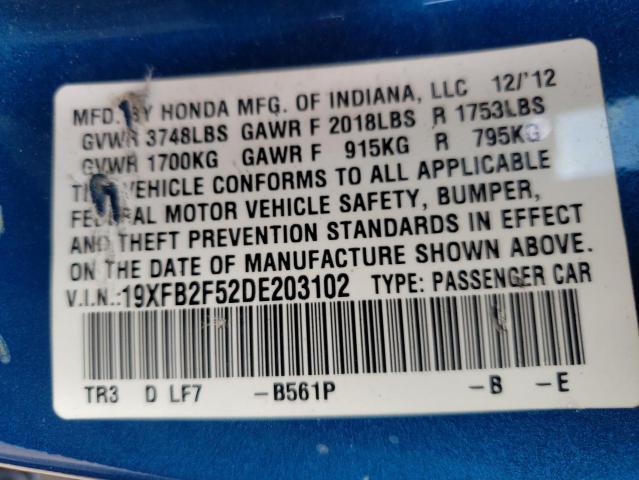 MFD. BY HONDA MFG. OF INDIANA, LLC 12/'12
GVWR 3748LBS GAWR F 2018LBS R 1753LBS
GVWR 1700KG GAWR F 915KG R 795KG
THIS VEHICLE CONFORMS TO ALL APPLICABLE
FEDERAL MOTOR VEHICLE SAFETY, BUMPER,
AND THEFT PREVENTION STANDARDS IN EFFECT
ON THE DATE OF MANUFACTURE SHOWN ABOVE.
V.I.N.:19XFB2F52DE203102 TYPE: PASSENGER CAR
TR3 D LF7 -B561P -B -E